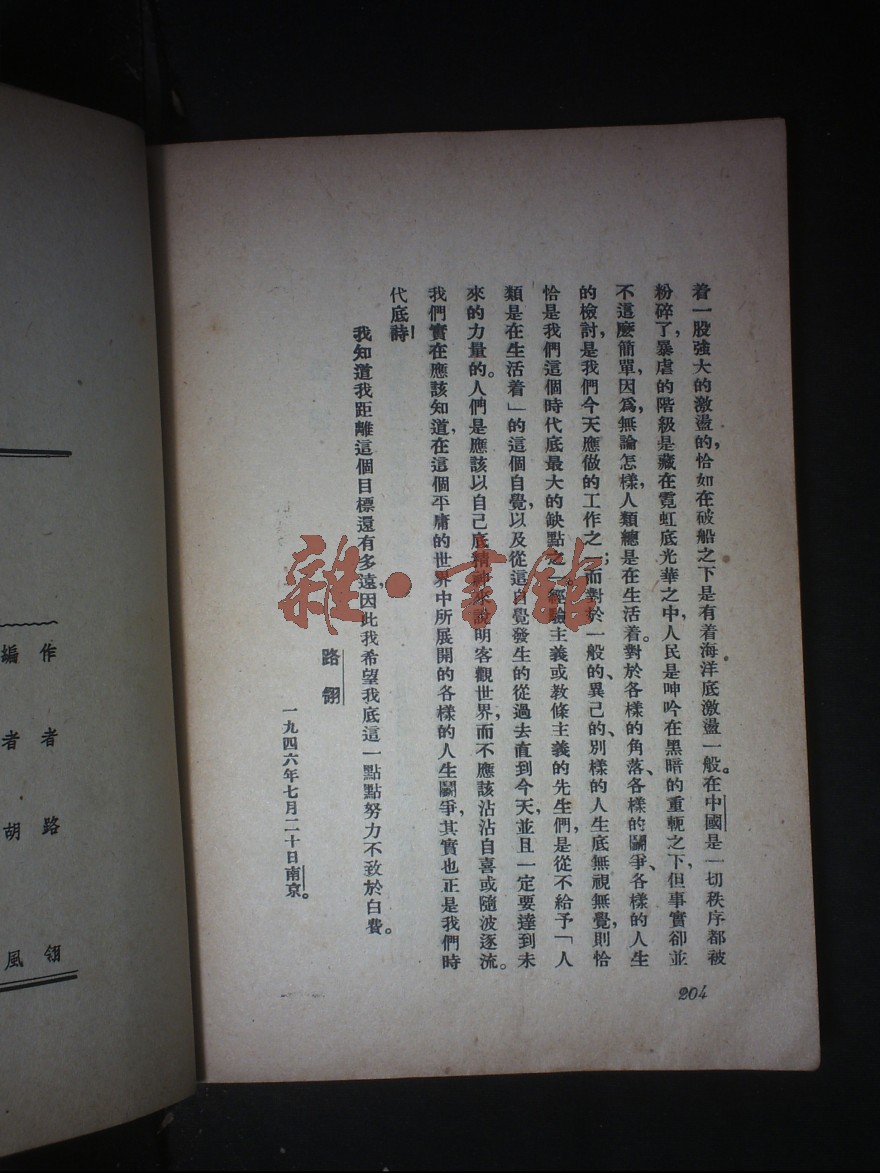 着一股強大的激盪的，恰如在破船之下是有着海洋底激盪一般。在中國是一切秩序都被
粉碎了，暴虐的階級是藏在霓虹底光華之中，人民是呻吟在黑暗的重軛之下，但事實卻並
不這麼簡單，因爲，無論怎樣，人類總是在生活着。對於各樣的角落、各樣的鬪爭、各樣的人生
的檢討，是我們今天應做的工作之一；而對於一般的、異己的、別樣的人生底無視無覺，則恰
恰是我們這個時代底最大的缺點之一。經驗主義或教條主義的先生們，是從不給予「人
類是在生活着」的這個自覺，以及從這自覺發生的從過去直到今天，並且一定要達到未
來的力量的。人們是應該以自己底精神來說明客觀世界，而不應該沾沾自喜或隨波逐流。
我們實在應該知道，在這個平庸的世界中所展開的各樣的人生鬪爭，其實也正是我們時
代底詩！
我知道我距離這個目標還有多遠，因此我希望我底這一點點努力不致於白費。
路翎
一九四六年七月二十日南京。
204
作者 路翎
編者 胡風
雜·書館